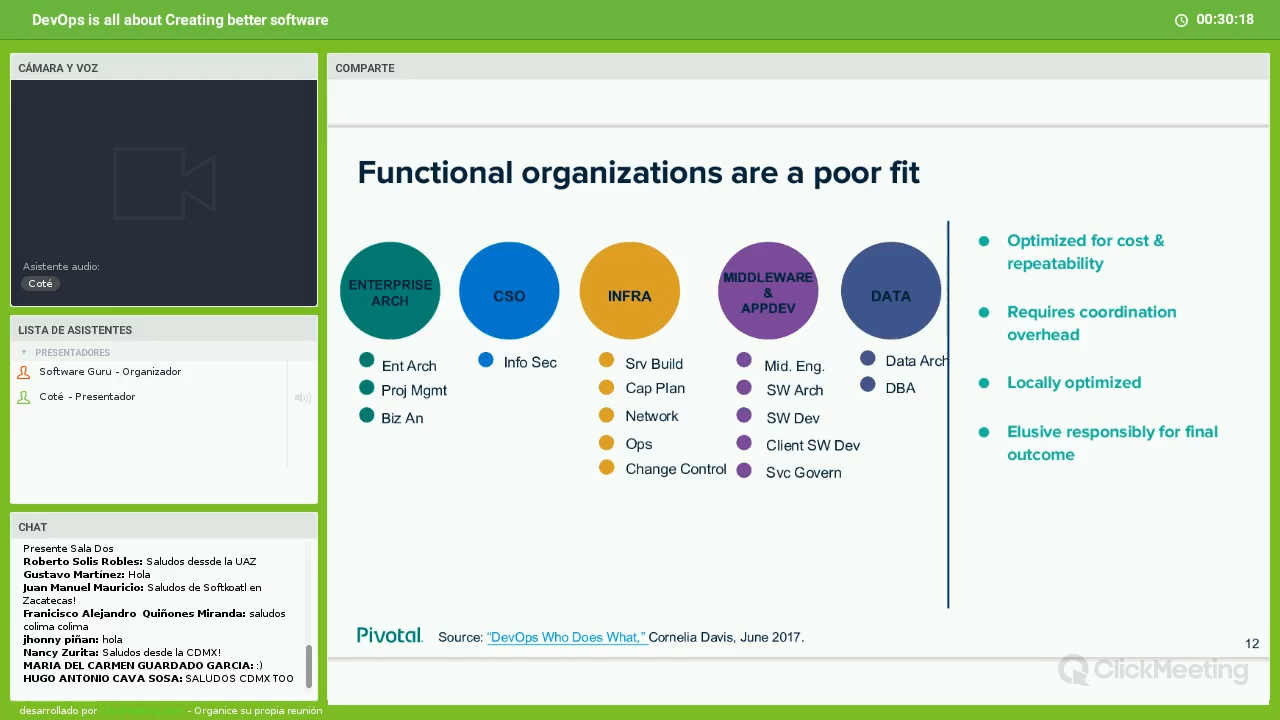 DevOps is all about Creating better software
00:30:18
CÁMARA Y VOZ
Asistente audio:
Coté
LISTA DE ASISTENTES
PRESENTADORES
Software Guru - Organizador
Coté - Presentador
CHAT
Presente Sala Dos
Roberto Solis Robles: Saludos dessde la UAZ
Gustavo Martínez: Hola
Juan Manuel Mauricio: Saludos de Softkoatl en
Zacatecas!
Franicisco Alejandro Quiñones Miranda: saludos
colima colima
jhonny piñan: hola
Nancy Zurita: Saludos desde la CDMX!
MARIA DEL CARMEN GUARDADO GARCIA: :)
HUGO ANTONIO CAVA SOSA: SALUDOS CDMX TOO
desarrollado por
- Organice su propia reunión
COMPARTE
Functional organizations are a poor fit
ENTERPRISE
ARCH
Ent Arch
Proj Mgmt
Biz An
CSO
Info Sec
INFRA
Srv Build
Cap Plan
Network
Ops
Change Control
MIDDLEWARE
&
APPDEV
Mid. Eng.
SW Arch
SW Dev
Client SW Dev
Svc Govern
DATA
Data Arch
DBA
Optimized for cost &
repeatability
Requires coordination
overhead
Locally optimized
Elusive responsibly for final
outcome
Pivotal. Source: “DevOps Who Does What,” Cornelia Davis, June 2017.
12
ClickMeeting